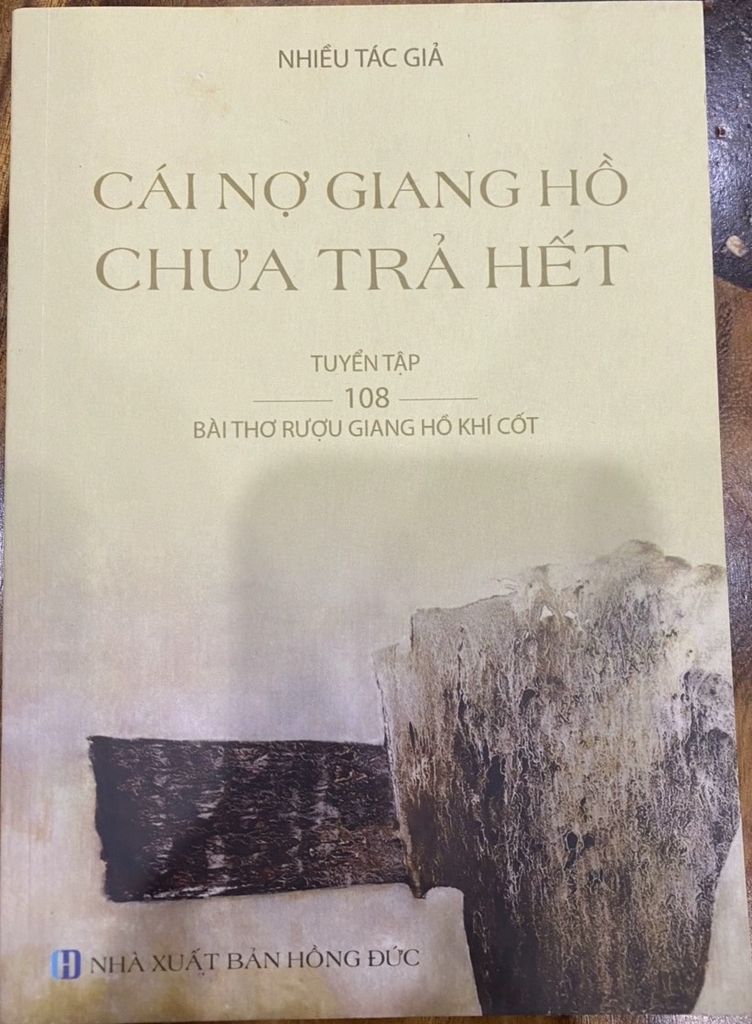 NHIỀU TÁC GIẢ
CÁI NỢ GIANG HỒ
CHƯA TRẢ HẾT
TUYỂN TẬP
108
BÀI THƠ RƯỢU GIANG HỒ KHÍ CỐT
NHÀ XUẤT BẢN HỒNG ĐỨC